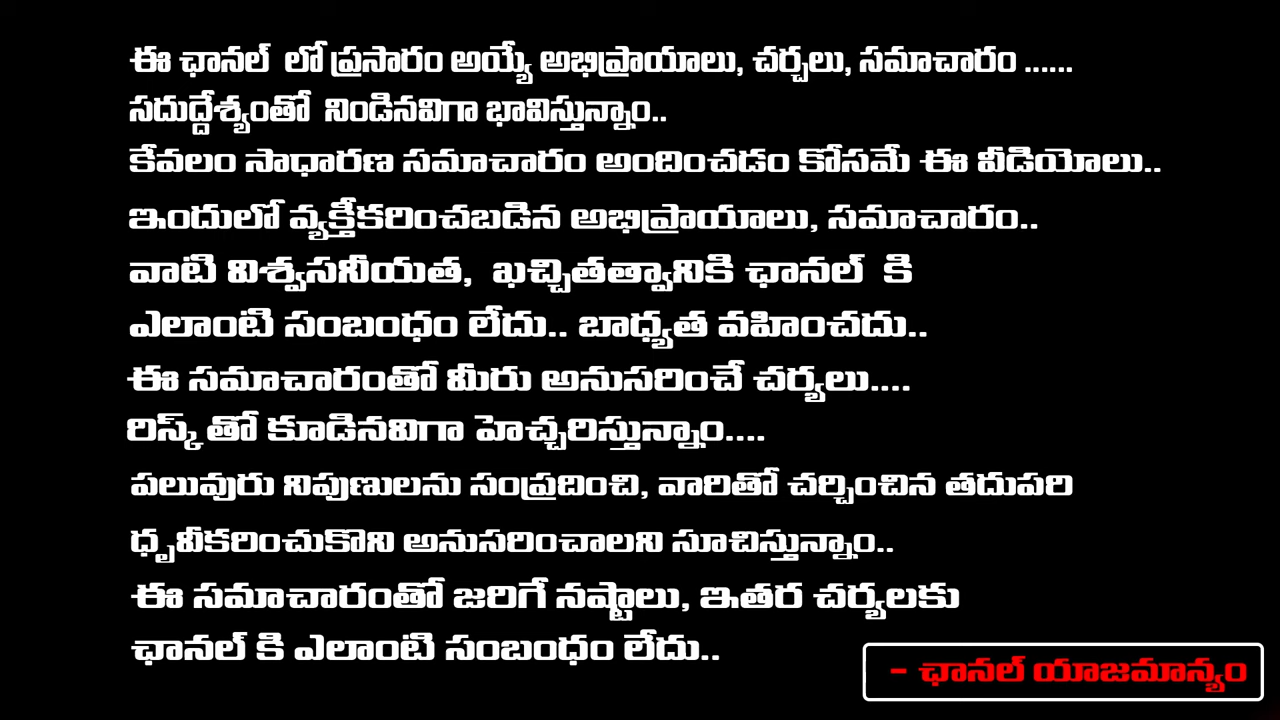 ఈ ఛానల్ లో ప్రసారం అయ్యే అభిప్రాయాలు, చర్చలు, సమాచారం ......
సదుద్దేశ్యంతో నిండినవిగా భావిస్తున్నాం..
కేవలం సాధారణ సమాచారం అందించడం కోసమే ఈ వీడియోలు..
ఇందులో వ్యక్తీకరించబడిన అభిప్రాయాలు, సమాచారం..
వాటి విశ్వసనీయత, ఖచ్చితత్వానికి ఛానల్ కి
ఎలాంటి సంబంధం లేదు.. బాధ్యత వహించదు..
ఈ సమాచారంతో మీరు అనుసరించే చర్యలు....
రిస్క్ తో కూడినవిగా హెచ్చరిస్తున్నాం....
పలువురు నిపుణులను సంప్రదించి, వారితో చర్చించిన తదుపరి
ధృవీకరించుకొని అనుసరించాలని సూచిస్తున్నాం..
ఈ సమాచారంతో జరిగే నష్టాలు, ఇతర చర్యలకు
ఛానల్ కి ఎలాంటి సంబంధం లేదు..
- ఛానల్ యాజమాన్యం